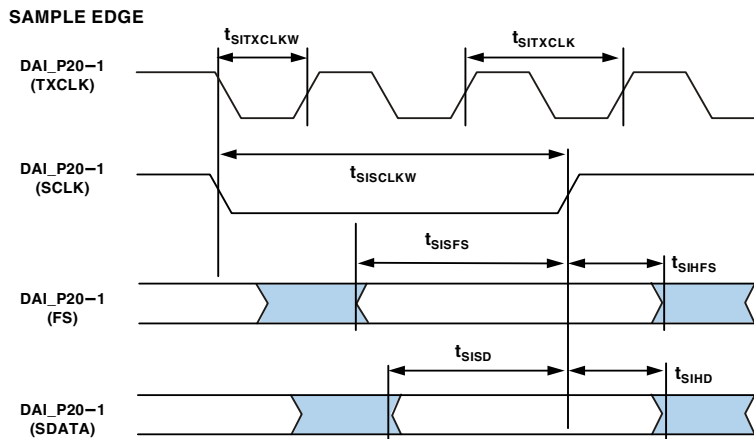 SAMPLE EDGE
tSITXCLKW
tSITXCLK
DAI_P20–1
(TXCLK)
DAI_P20–1
(SCLK)
tSISCLKW
tSISFS
tSIHFS
DAI_P20–1
(FS)
tSISD
tSIHD
DAI_P20–1
(SDATA)